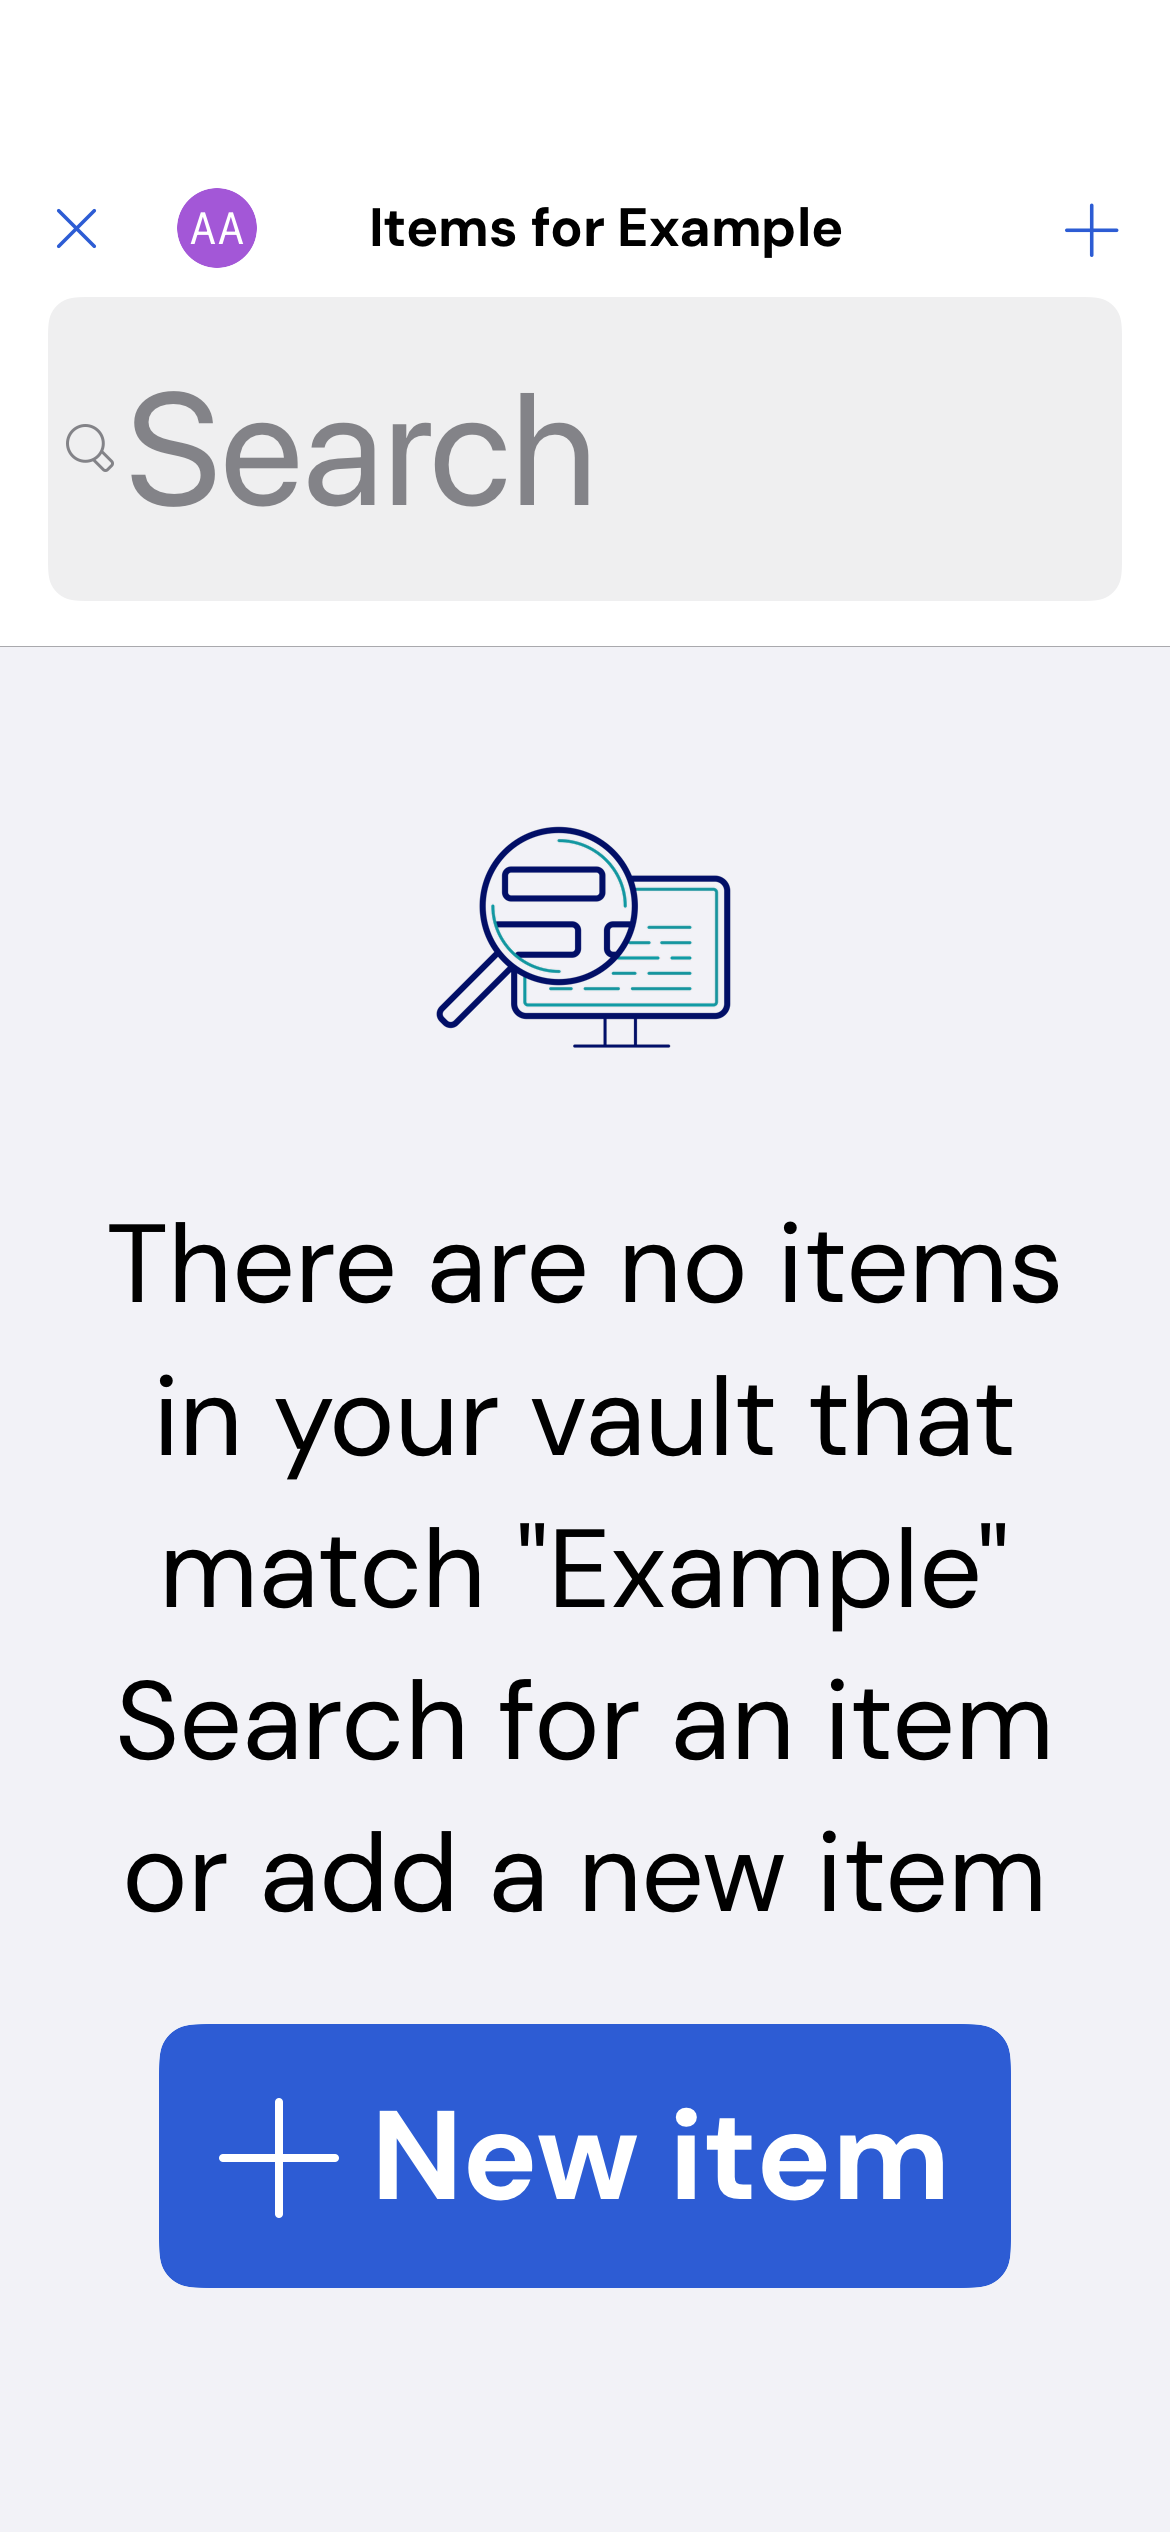 AA
Items for Example
Search
There are no items
in your vault that
match "Example"
Search for an item
or add a new item
New item